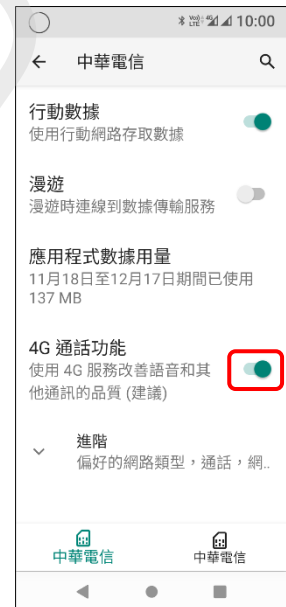 10:00
中華電信
行動數據
使用行動網路存取數據
漫遊
漫遊時連線到數據傳輸服務
應用程式數據用量
11月18日至12月17日期間已使用
137 MB
4G 通話功能
使用 4G 服務改善語音和其
他通訊的品質 (建議)
進階
偏好的網路類型，通話，網..
中華電信
中華電信